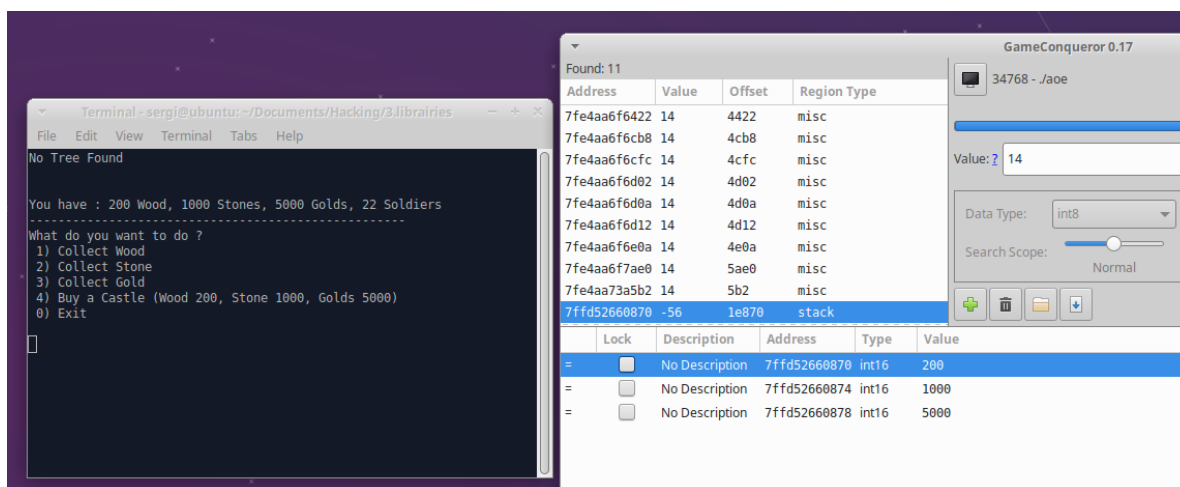 Terminal - sergi@ubuntu: ~/Documents/Hacking/3.librairies
File Edit View Terminal Tabs Help
No Tree Found
You have : 200 Wood, 1000 Stones, 5000 Golds, 22 Soldiers
----------------------------------------------------
What do you want to do ?
1) Collect Wood
2) Collect Stone
3) Collect Gold
4) Buy a Castle (Wood 200, Stone 1000, Golds 5000)
0) Exit
GameConqueror 0.17
Found: 11
Address Value Offset Region Type
7fe4aa6f6422 14 4422 misc
7fe4aa6f6cb8 14 4cb8 misc
7fe4aa6f6cfc 14 4cfc misc
7fe4aa6f6d02 14 4d02 misc
7fe4aa6f6d0a 14 4d0a misc
7fe4aa6f6d12 14 4d12 misc
7fe4aa6f6e0a 14 4e0a misc
7fe4aa6f7ae0 14 5ae0 misc
7fe4aa73a5b2 14 5b2 misc
7ffd52660870 -56 1e870 stack
34768 - ./aoe
Value: ? 14
Data Type: int8
Search Scope:
Normal
Lock Description Address Type Value
= No Description 7ffd52660870 int16 200
= No Description 7ffd52660874 int16 1000
= No Description 7ffd52660878 int16 5000